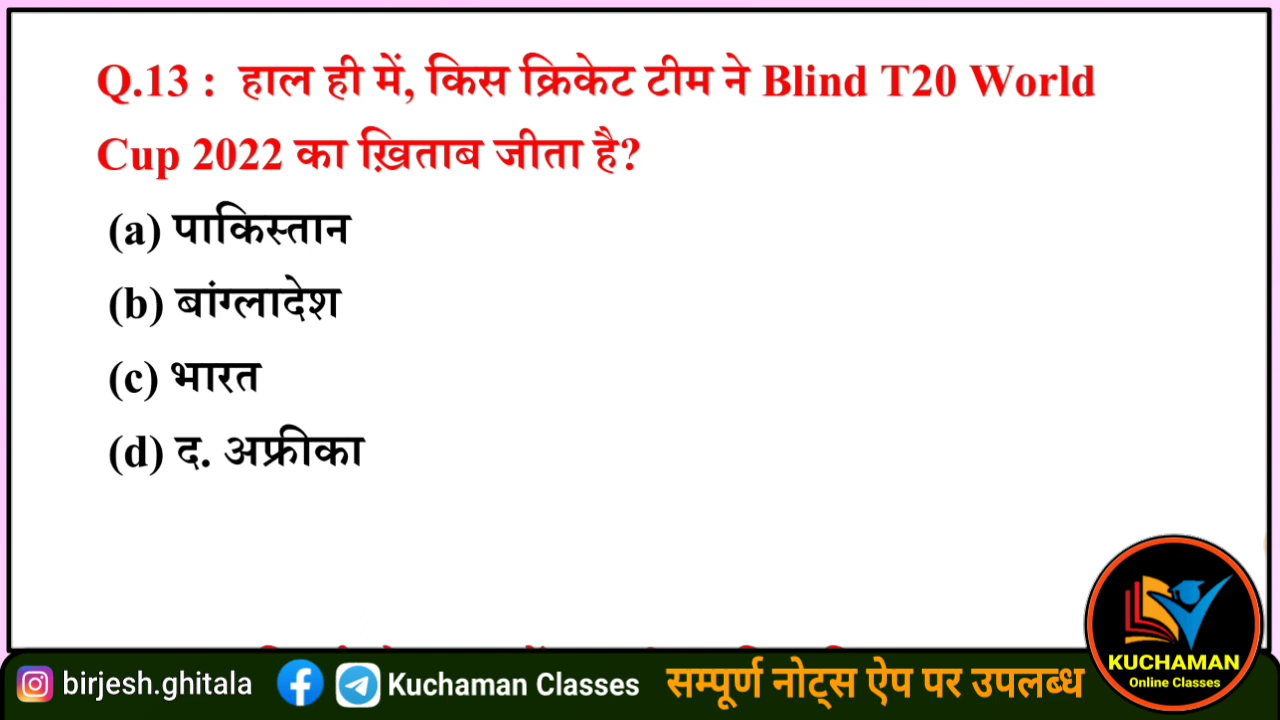 Q.13 : हाल ही में, किस क्रिकेट टीम ने Blind T20 World
Cup 2022 का ख़िताब जीता है?
(a) पाकिस्तान
(b) बांग्लादेश
(c) भारत
(d) द. अफ्रीका
birjesh.ghitala
Kuchaman Classes
सम्पूर्ण नोट्स ऐप पर उपलब्ध
KUCHAMAN
Online Classes